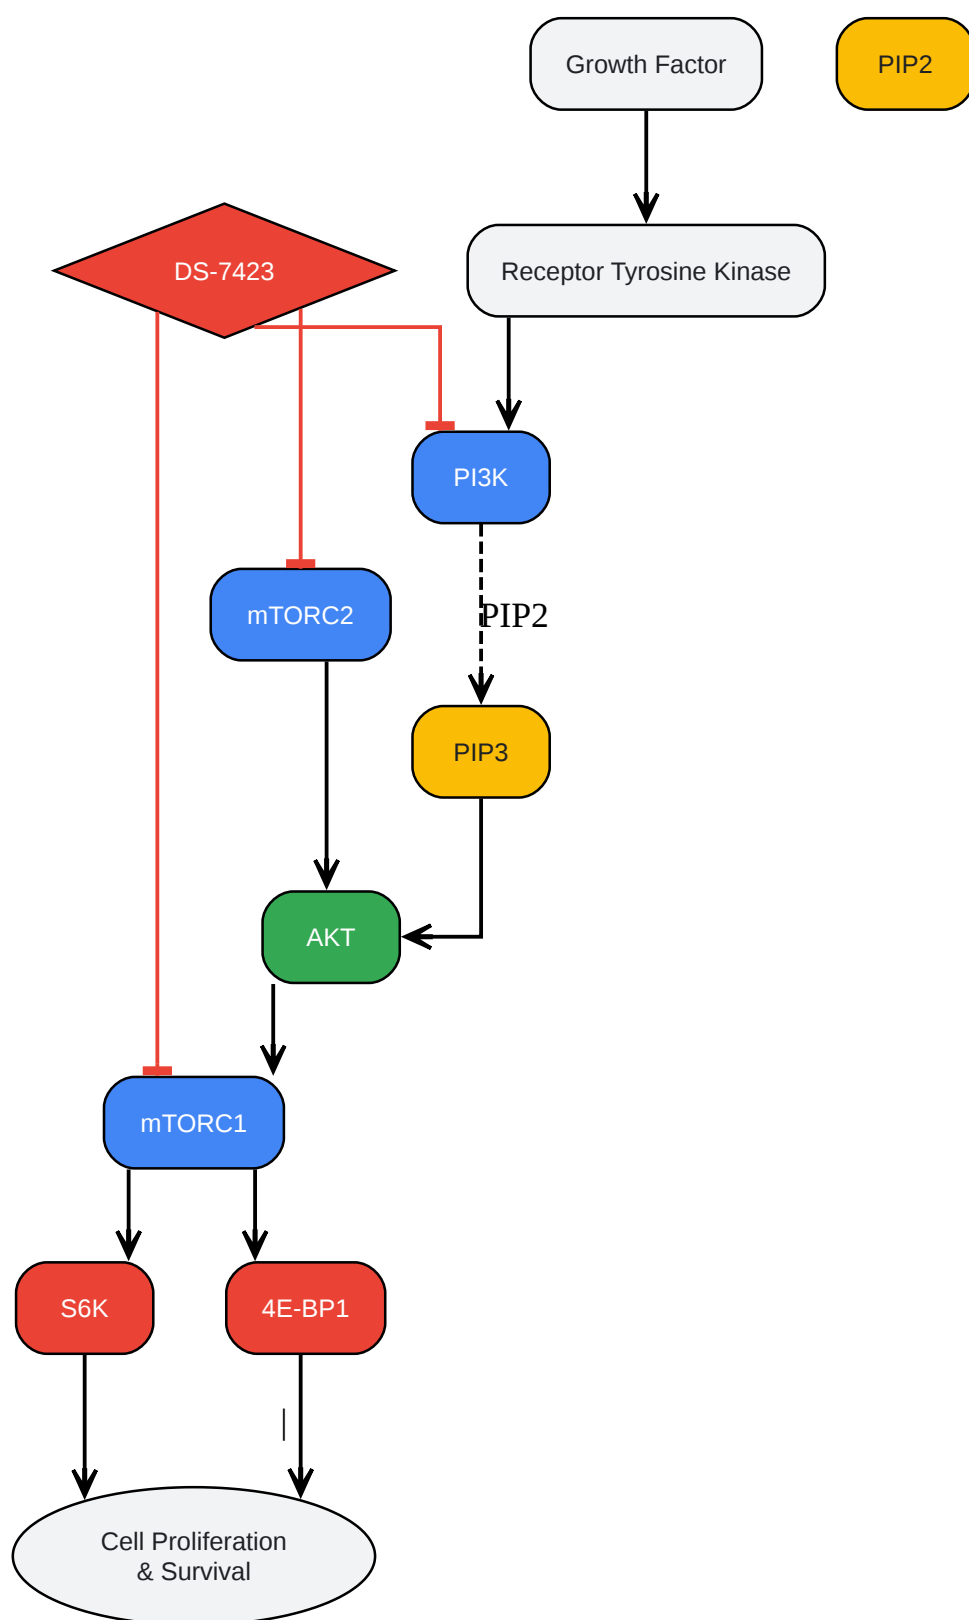 Growth Factor
PIP2
DS-7423
Receptor Tyrosine Kinase
PI3K
mTORC2
PIP2
PIP3
AKT
mTORC1
S6K
4E-BP1
|
Cell Proliferation
& Survival